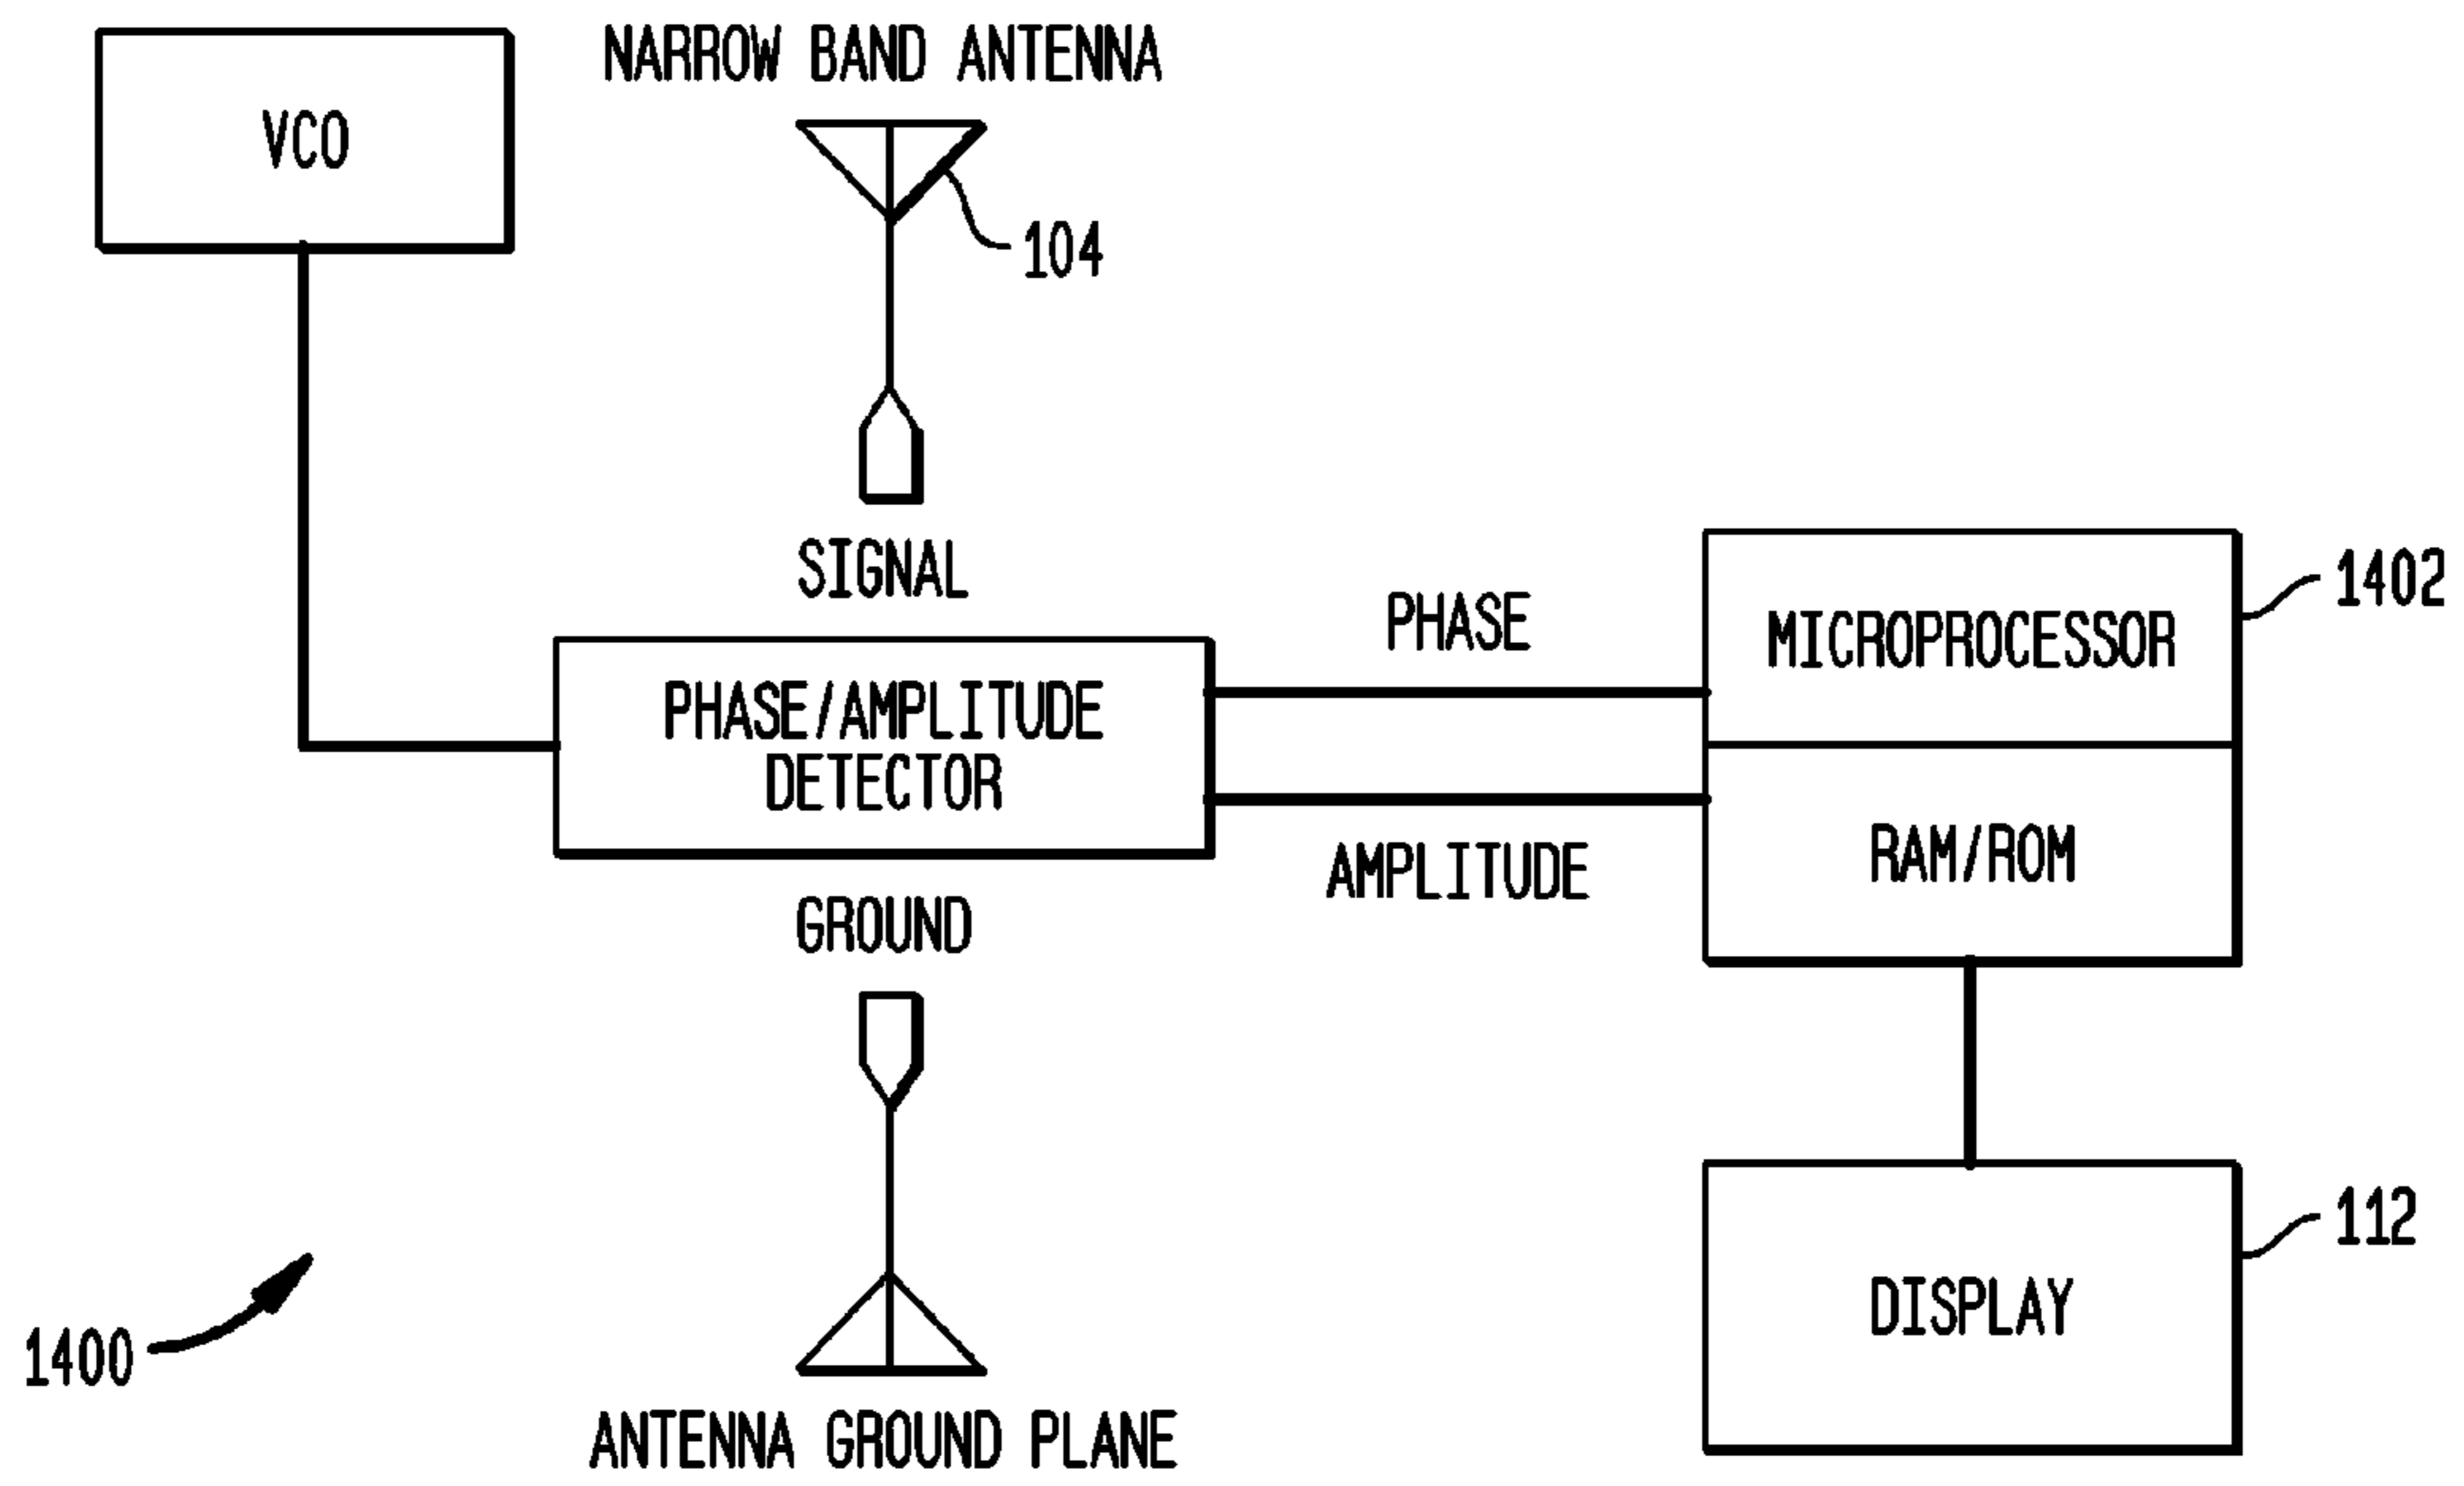 NARROW BAND ANTENNA
VCO
104
SIGNAL
PHASE
1402
MICROPROCESSOR
PHASE/AMPLITUDE
DETECTOR
RAM/ROM
AMPLITUDE
GROUND
112
DISPLAY
1400
ANTENNA GROUND PLANE